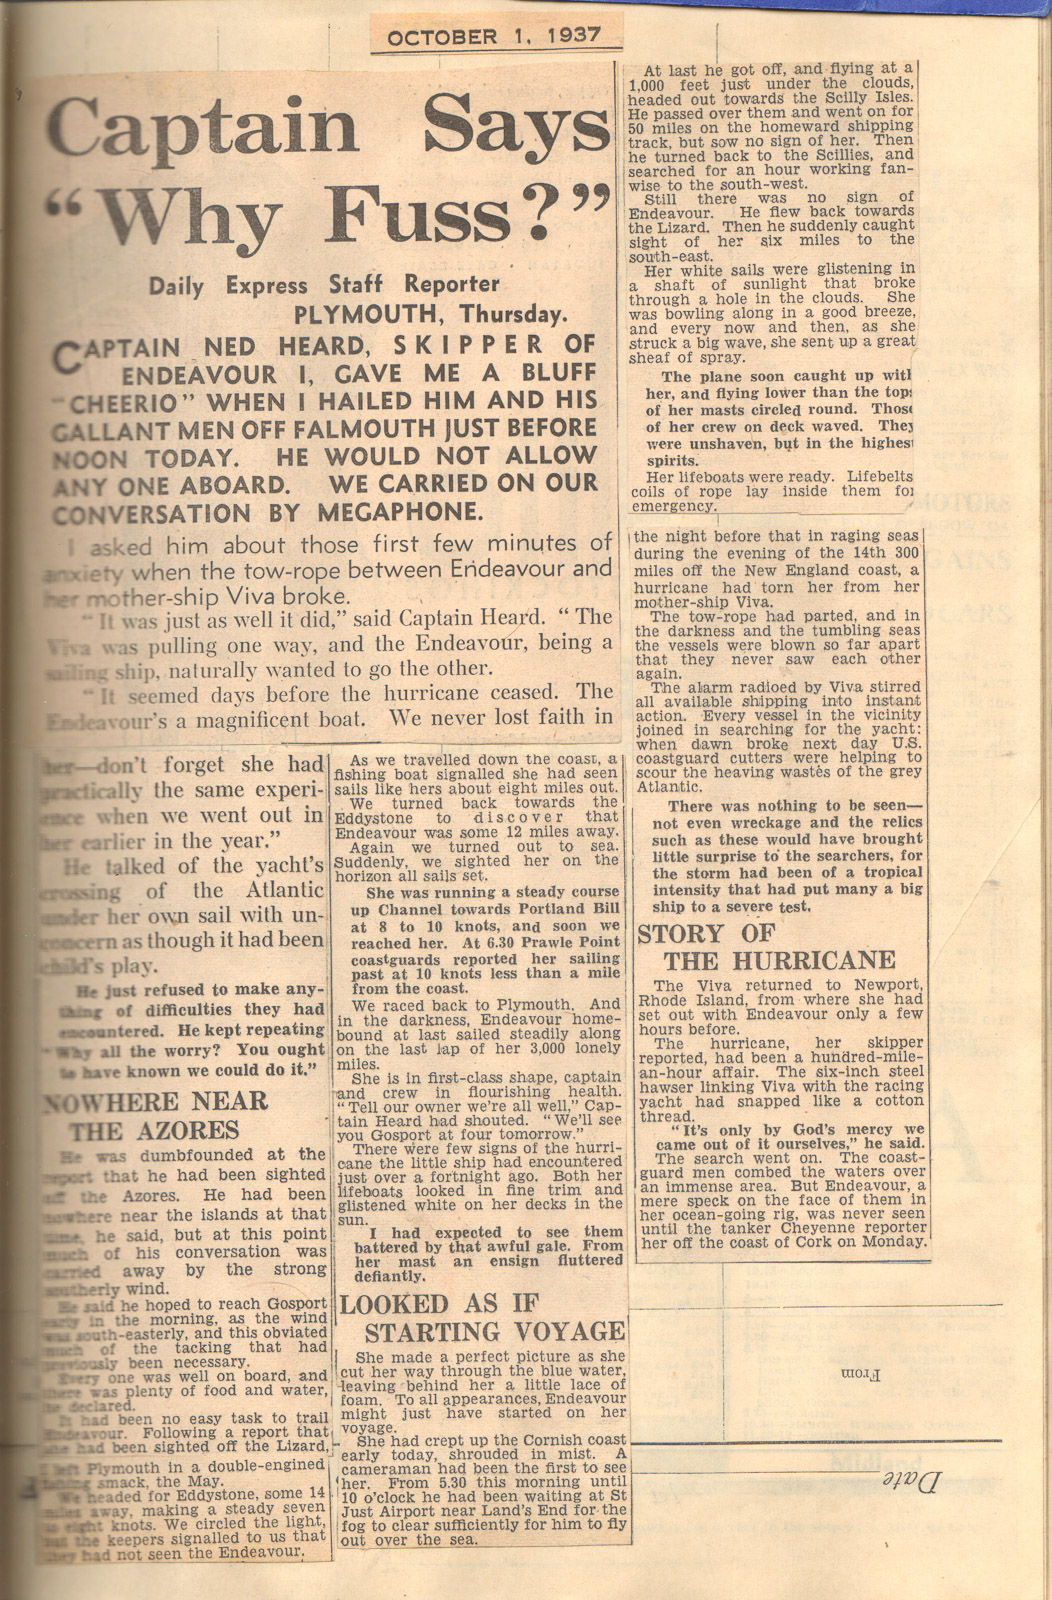 OCTOBER 1, 1937
Captain Says
"Why Fuss?"
Daily Express Staff Reporter
PLYMOUTH, Thursday.
CAPTAIN NED HEARD, SKIPPER OF
ENDEAVOUR I, GAVE ME A BLUFF
"CHEERIO" WHEN I HAILED HIM AND HIS
GALLANT MEN OFF FALMOUTH JUST BEFORE
NOON TODAY. HE WOULD NOT ALLOW
ANY ONE ABOARD. WE CARRIED ON OUR
CONVERSATION BY MEGAPHONE.
I asked him about those first few minutes of
anxiety when the tow-rope between Endeavour and
her mother-ship Viva broke.
"It was just as well it did," said Captain Heard. "The
Viva was pulling one way, and the Endeavour, being a
sailing ship, naturally wanted to go the other.
"It seemed days before the hurricane ceased. The
Endeavour's a magnificent boat. We never lost faith in
her—don't forget she had
practically the same experi-
ence when we went out in
her earlier in the year."
He talked of the yacht's
crossing of the Atlantic
under her own sail with un-
concern as though it had been
child's play.
He just refused to make any-
thing of difficulties they had
encountered. He kept repeating
"Why all the worry? You ought
to have known we could do it."
NOWHERE NEAR
THE AZORES
He was dumbfounded at the
report that he had been sighted
off the Azores. He had been
nowhere near the islands at that
time, he said, but at this point
much of his conversation was
carried away by the strong
southerly wind.
He said he hoped to reach Gosport
early in the morning, as the wind
was south-easterly, and this obviated
much of the tacking that had
previously been necessary.
Every one was well on board, and
there was plenty of food and water,
he declared.
It had been no easy task to trail
Endeavour. Following a report that
she had been sighted off the Lizard,
I left Plymouth in a double-engined
fishing smack, the May.
We headed for Eddystone, some 14
miles away, making a steady seven
to eight knots. We circled the light,
but the keepers signalled to us that
they had not seen the Endeavour.
As we travelled down the coast, a
fishing boat signalled she had seen
sails like hers about eight miles out.
We turned back towards the
Eddystone to discover that
Endeavour was some 12 miles away.
Again we turned out to sea.
Suddenly, we sighted her on the
horizon all sails set.
She was running a steady course
up Channel towards Portland Bill
at 8 to 10 knots, and soon we
reached her. At 6.30 Prawle Point
coastguards reported her sailing
past at 10 knots less than a mile
from the coast.
We raced back to Plymouth. And
in the darkness, Endeavour home-
bound at last sailed steadily along
on the last lap of her 3,000 lonely
miles.
She is in first-class shape, captain
and crew in flourishing health.
"Tell our owner we're all well," Cap-
tain Heard had shouted. "We'll see
you Gosport at four tomorrow."
There were few signs of the hurri-
cane the little ship had encountered
just over a fortnight ago. Both her
lifeboats looked in fine trim and
glistened white on her decks in the
sun.
I had expected to see them
battered by that awful gale. From
her mast an ensign fluttered
defiantly.
LOOKED AS IF
STARTING VOYAGE
She made a perfect picture as she
cut her way through the blue water,
leaving behind her a little lace of
foam. To all appearances, Endeavour
might just have started on her
voyage.
She had crept up the Cornish coast
early today, shrouded in mist. A
cameraman had been the first to see
her. From 5.30 this morning until
10 o'clock he had been waiting at St
Just Airport near Land's End for the
fog to clear sufficiently for him to fly
out over the sea.
At last he got off, and flying at a
1,000 feet just under the clouds,
headed out towards the Scilly Isles.
He passed over them and went on for
50 miles on the homeward shipping
track, but sow no sign of her. Then
he turned back to the Scillies, and
searched for an hour working fan-
wise to the south-west.
Still there was no sign of
Endeavour. He flew back towards
the Lizard. Then he suddenly caught
sight of her six miles to the
south-east.
Her white sails were glistening in
a shaft of sunlight that broke
through a hole in the clouds. She
was bowling along in a good breeze,
and every now and then, as she
struck a big wave, she sent up a great
sheaf of spray.
The plane soon caught up with
her, and flying lower than the tops
of her masts circled round. Those
of her crew on deck waved. They
were unshaven, but in the highest
spirits.
Her lifeboats were ready. Lifebelts
coils of rope lay inside them for
emergency.
the night before that in raging seas
during the evening of the 14th 300
miles off the New England coast, a
hurricane had torn her from her
mother-ship Viva.
The tow-rope had parted, and in
the darkness and the tumbling seas
the vessels were blown so far apart
that they never saw each other
again.
The alarm radioed by Viva stirred
all available shipping into instant
action. Every vessel in the vicinity
joined in searching for the yacht:
when dawn broke next day U.S.
coastguard cutters were helping to
scour the heaving wastes of the grey
Atlantic.
There was nothing to be seen—
not even wreckage and the relics
such as these would have brought
little surprise to the searchers, for
the storm had been of a tropical
intensity that had put many a big
ship to a severe test.
STORY OF
THE HURRICANE
The Viva returned to Newport,
Rhode Island, from where she had
set out with Endeavour only a few
hours before.
The hurricane, her skipper
reported, had been a hundred-mile-
an-hour affair. The six-inch steel
hawser linking Viva with the racing
yacht had snapped like a cotton
thread.
"It's only by God's mercy we
came out of it ourselves," he said.
The search went on. The coast-
guard men combed the waters over
an immense area. But Endeavour, a
mere speck on the face of them in
her ocean-going rig, was never seen
until the tanker Cheyenne reporter
her off the coast of Cork on Monday.
From
Date